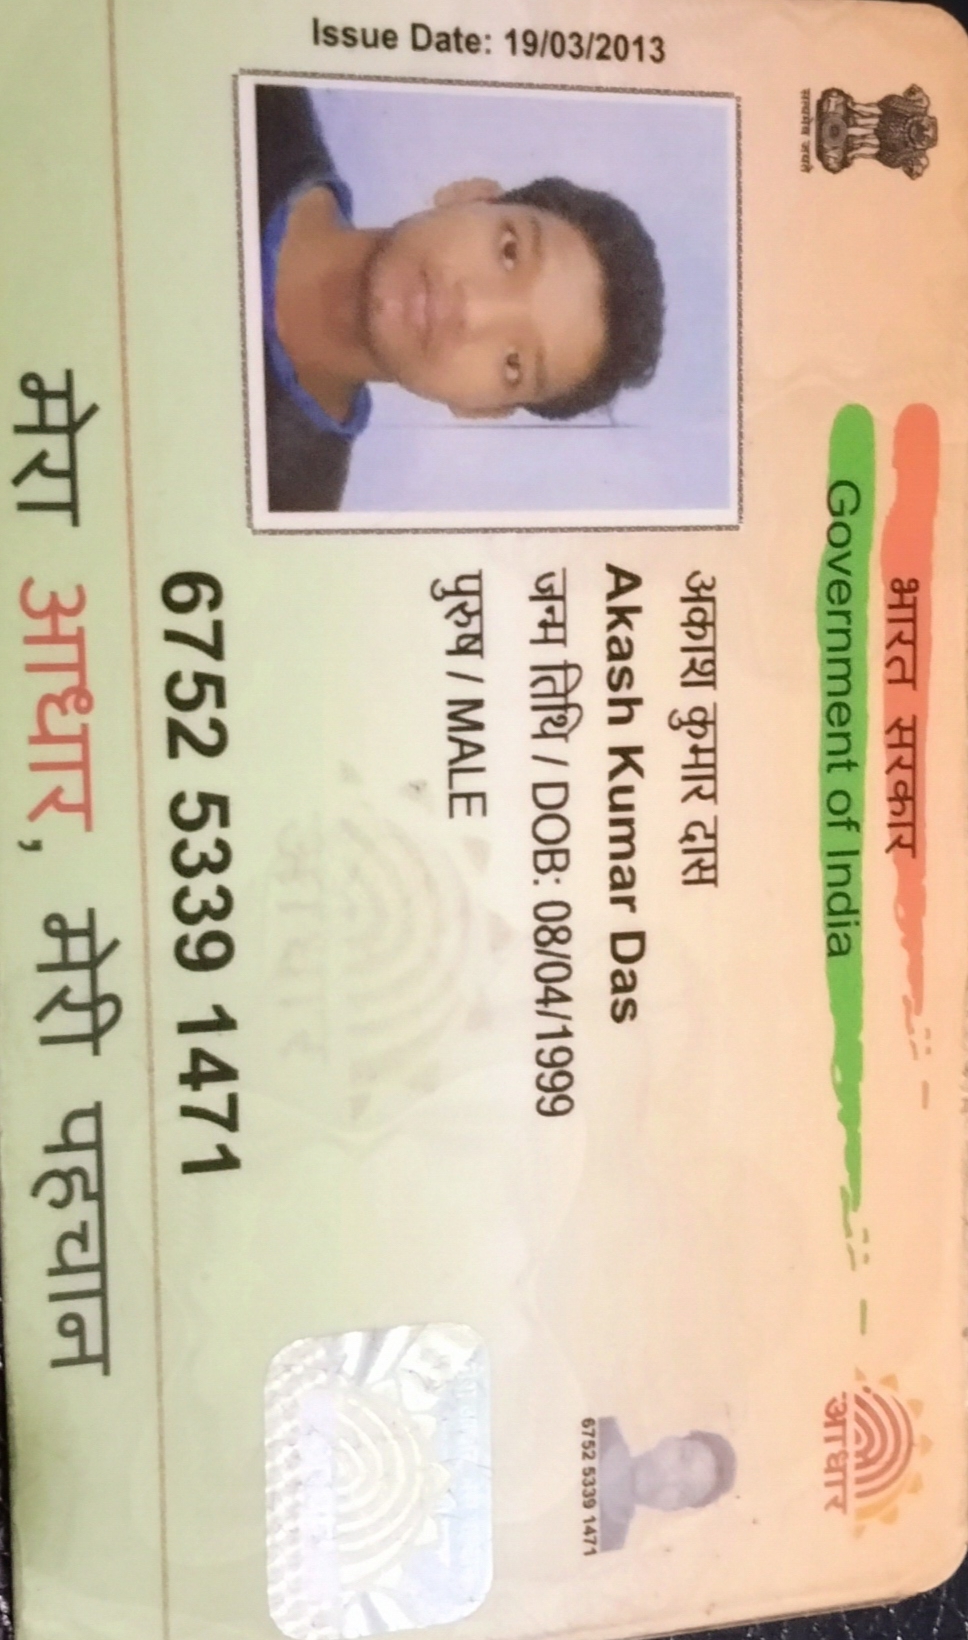 भारत सरकार
Government of India
सत्यमेव जयते
आधार
Issue Date: 19/03/2013
अकाश कुमार दास
Akash Kumar Das
जन्म तिथि / DOB: 08/04/1999
पुरुष / MALE
6752 5339 1471
6752 5339 1471
मेरा आधार, मेरी पहचान